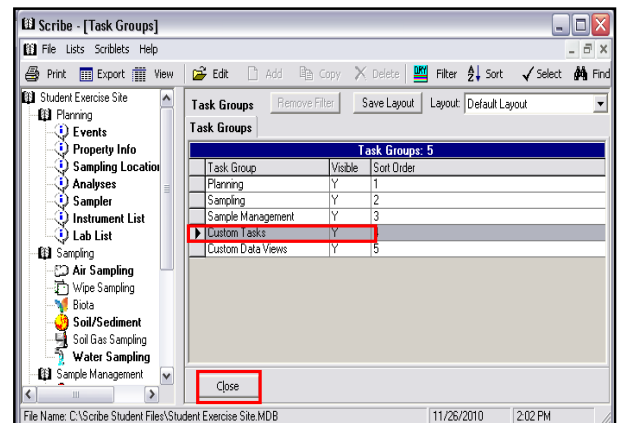 Scribe - [Task Groups]
File Lists Scriblets Help
Print Export View Edit Add Copy Delete Filter Sort Select Find
Student Exercise Site
Planning
Events
Property Info
Sampling Location
Analyses
Sampler
Instrument List
Lab List
Sampling
Air Sampling
Wipe Sampling
Biota
Soil/Sediment
Soil Gas Sampling
Water Sampling
Sample Management
Task Groups Remove Filter Save Layout Layout: Default Layout
Task Groups
Task Groups: 5
Task Group Visible Sort Order
Planning Y 1
Sampling Y 2
Sample Management Y 3
Custom Tasks Y
Custom Data Views Y 5
Close
File Name: C:\Scribe Student Files\Student Exercise Site.MDB 11/26/2010 2:02 PM